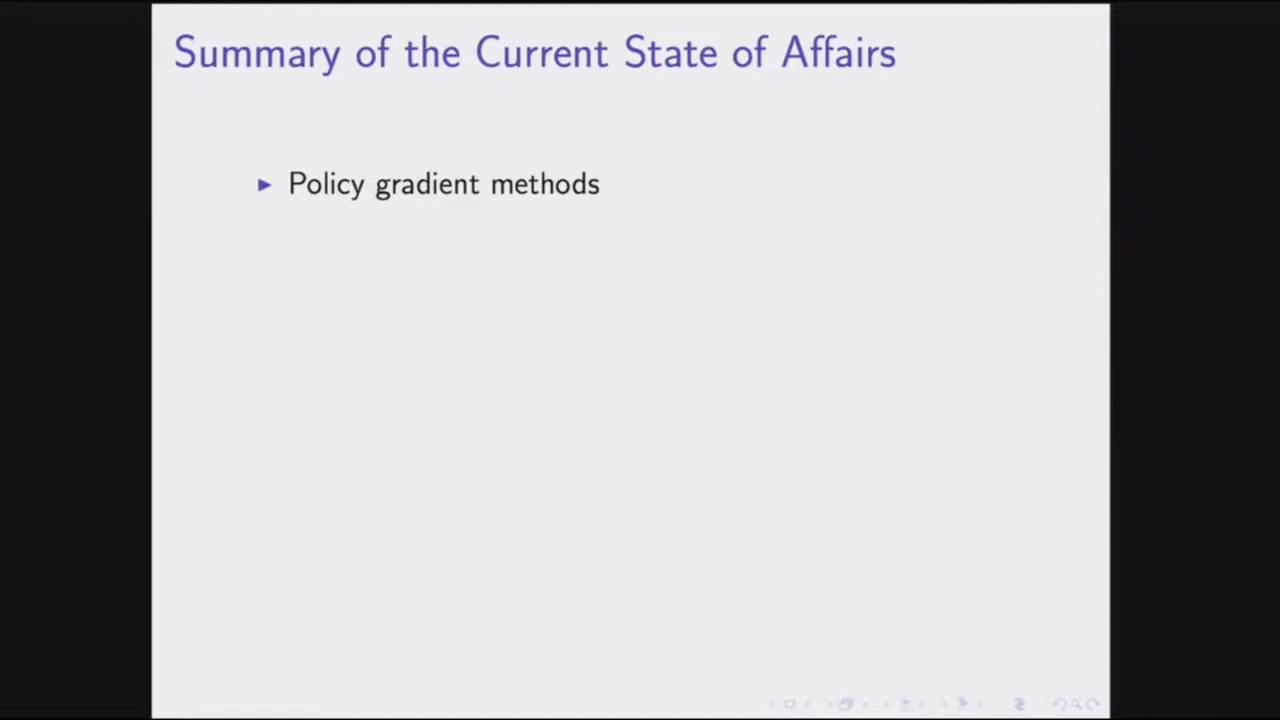 Summary of the Current State of Affairs
Policy gradient methods